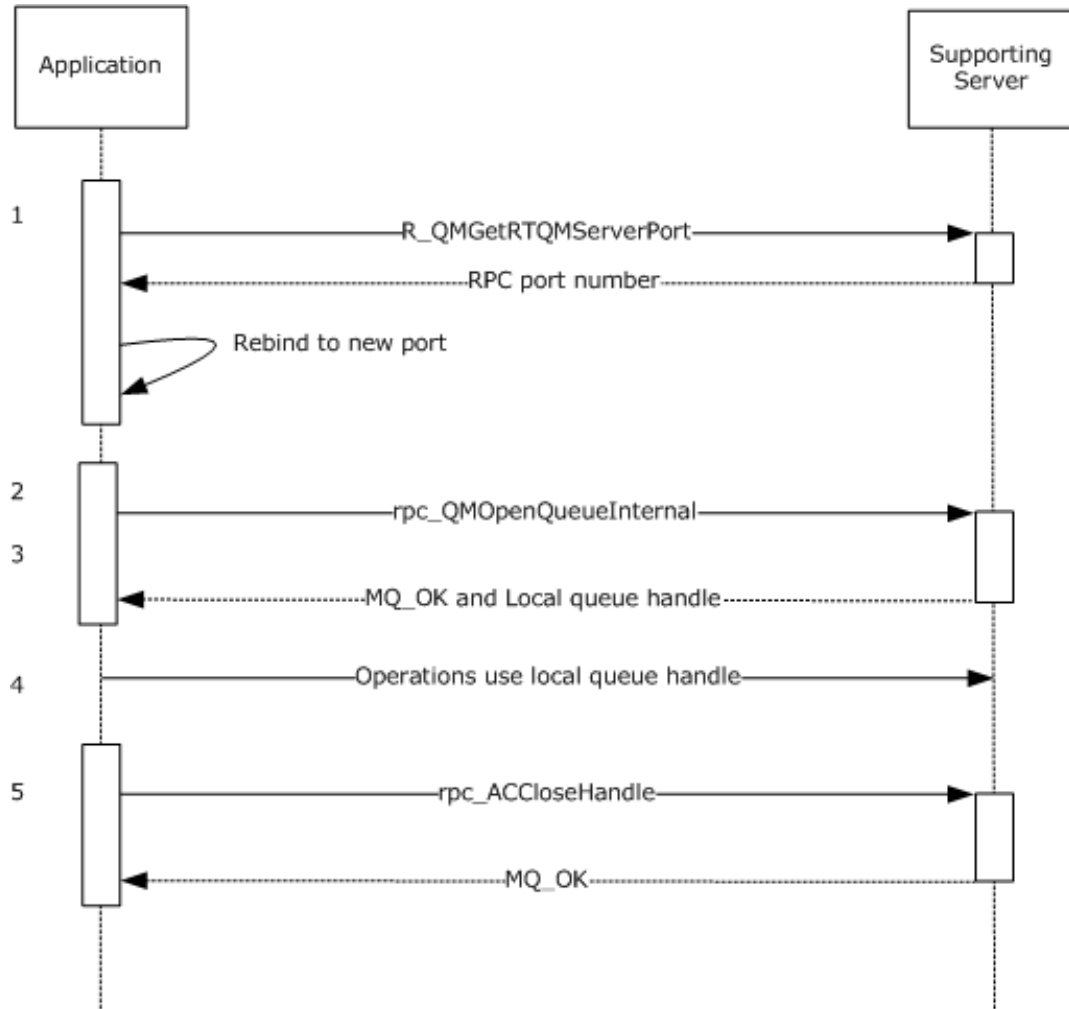 Application
Supporting
Server
1
R_QMGetRTQMServerPort
RPC port number
Rebind to new port
2
rpc_QMOpenQueueInternal
3
MQ_OK and Local queue handle
Operations use local queue handle
4
5
rpc_ACCloseHandle
MQ_OK